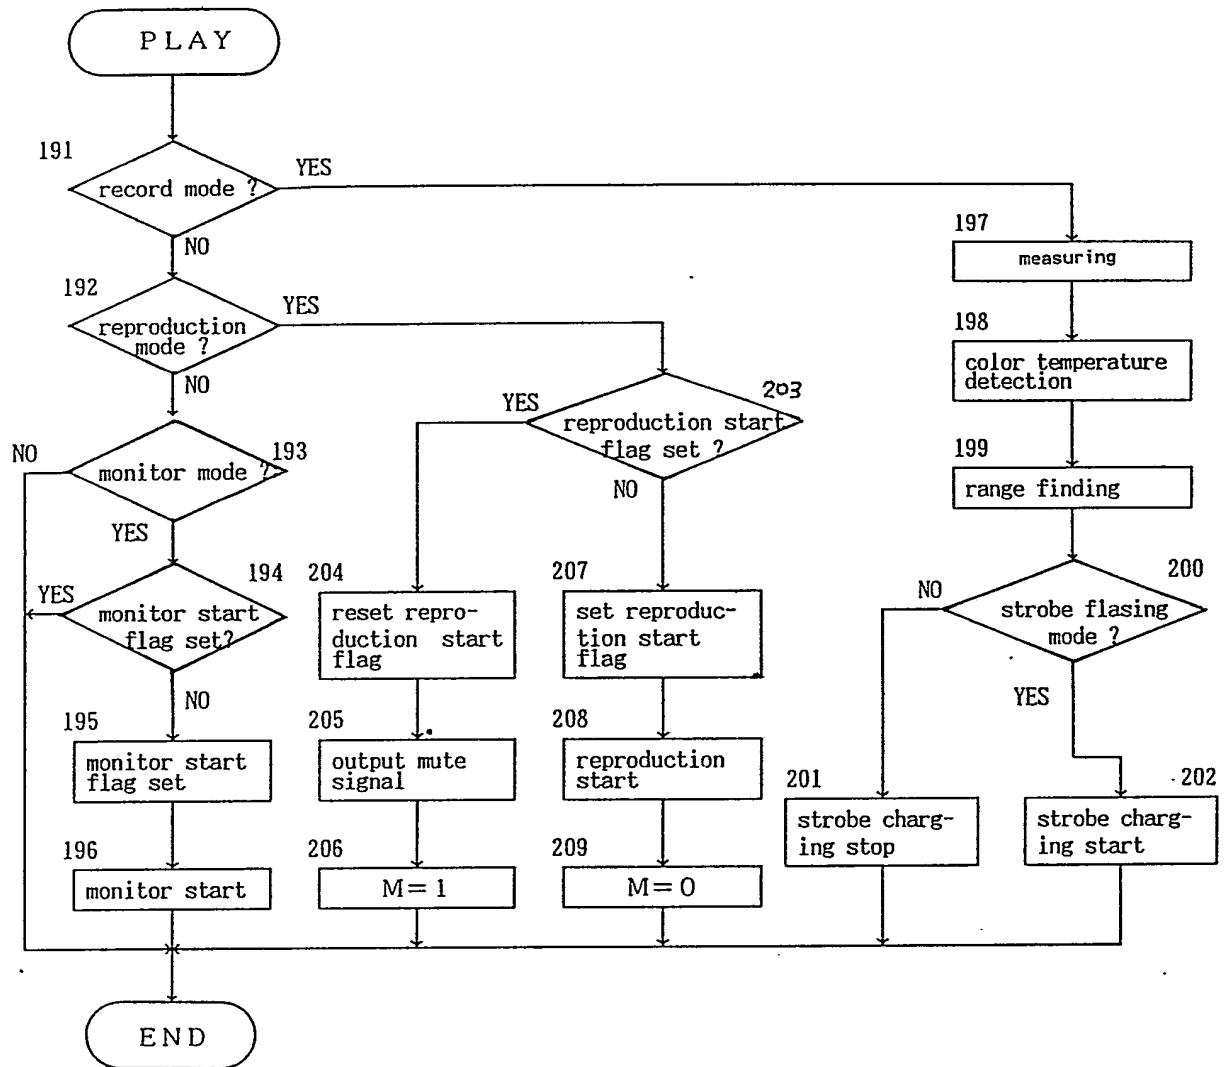 PLAY
191
record mode ?
YES
NO
192
reproduction
mode ?
YES
NO
193
monitor mode ?
NO
YES
194
monitor start
flag set?
YES
NO
195
monitor start
flag set
196
monitor start
203
reproduction start
flag set ?
YES
NO
204
reset repro-
duction start
flag
205
output mute
signal
206
M=1
207
set reproduc-
tion start
flag
208
reproduction
start
209
M=0
197
measuring
198
color temperature
detection
199
range finding
200
strobe flasing
mode ?
NO
YES
201
strobe charg-
ing stop
202
strobe charg-
ing start
END